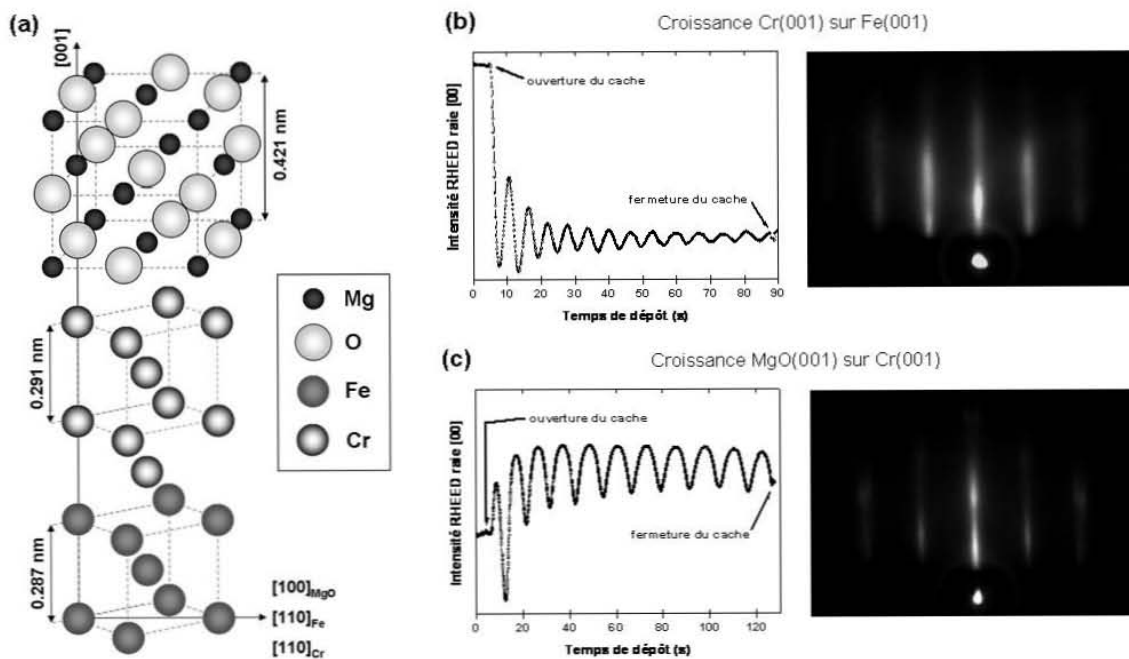 (a)
[001]
0.421 nm
0.291 nm
0.287 nm
Mg
O
Fe
Cr
[100]MgO
[110]Fe
[110]Cr
(b)
Croissance Cr(001) sur Fe(001)
Intensité RHEED raie [00]
ouverture du cache
fermeture du cache
0 10 20 30 40 50 60 70 80 90
Temps de dépôt (s)
(c)
Croissance MgO(001) sur Cr(001)
Intensité RHEED raie [00]
ouverture du cache
fermeture du cache
0 20 40 60 80 100 120
Temps de dépôt (s)